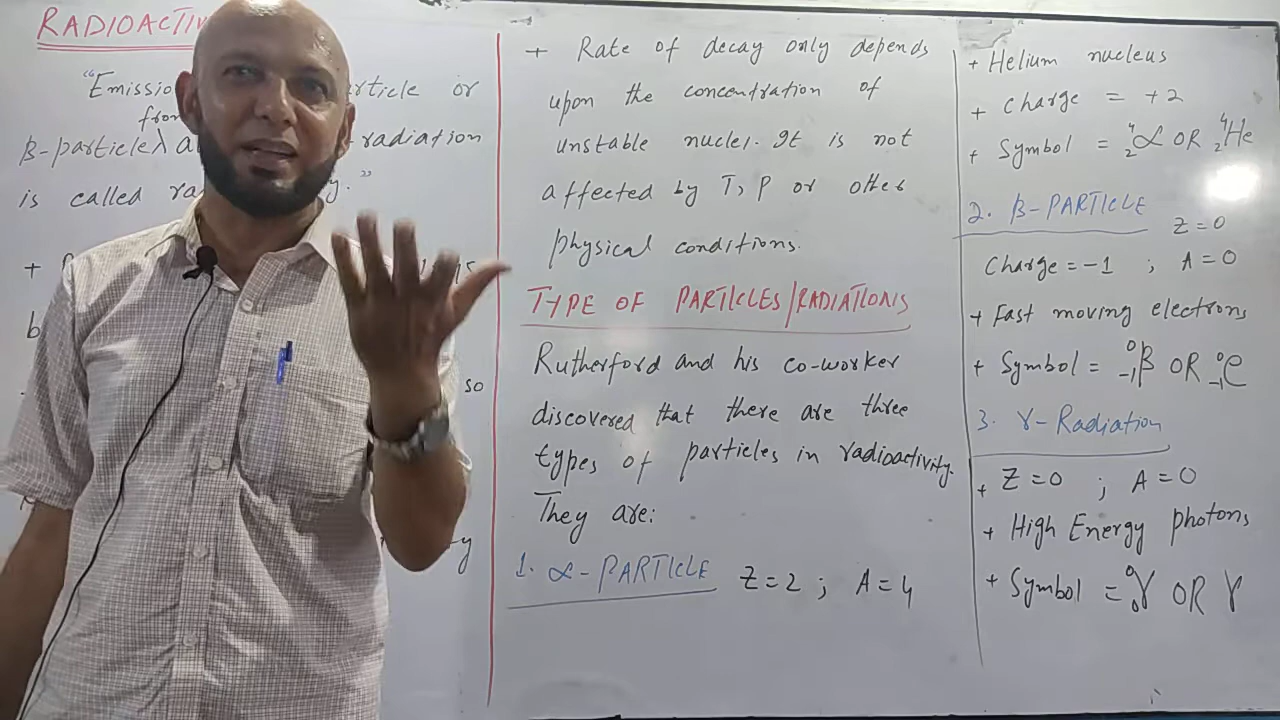 RADIOACTIV
"Emissio rticle or
from
β-particle radiation
is called ra y."
+ is
b
so
y
+ Rate of decay only depends
upon the concentration of
unstable nuclei. It is not
affected by T, P or other
physical conditions.
TYPE OF PARTICLES/RADIATIONS
Rutherford and his co-worker
discovered that there are three
types of particles in radioactivity.
They are:
1. α-PARTICLE Z=2 ; A=4
+ Helium nucleus
+ Charge = +2
+ Symbol = ⁴₂α OR ⁴₂He
2. β-PARTICLE Z=0
Charge = -1 ; A=0
+ Fast moving electrons
+ Symbol = ⁰₋₁β OR ⁰₋₁e
3. γ-Radiation
+ Z=0 ; A=0
+ High Energy photons
+ Symbol = ⁰₀γ OR γ